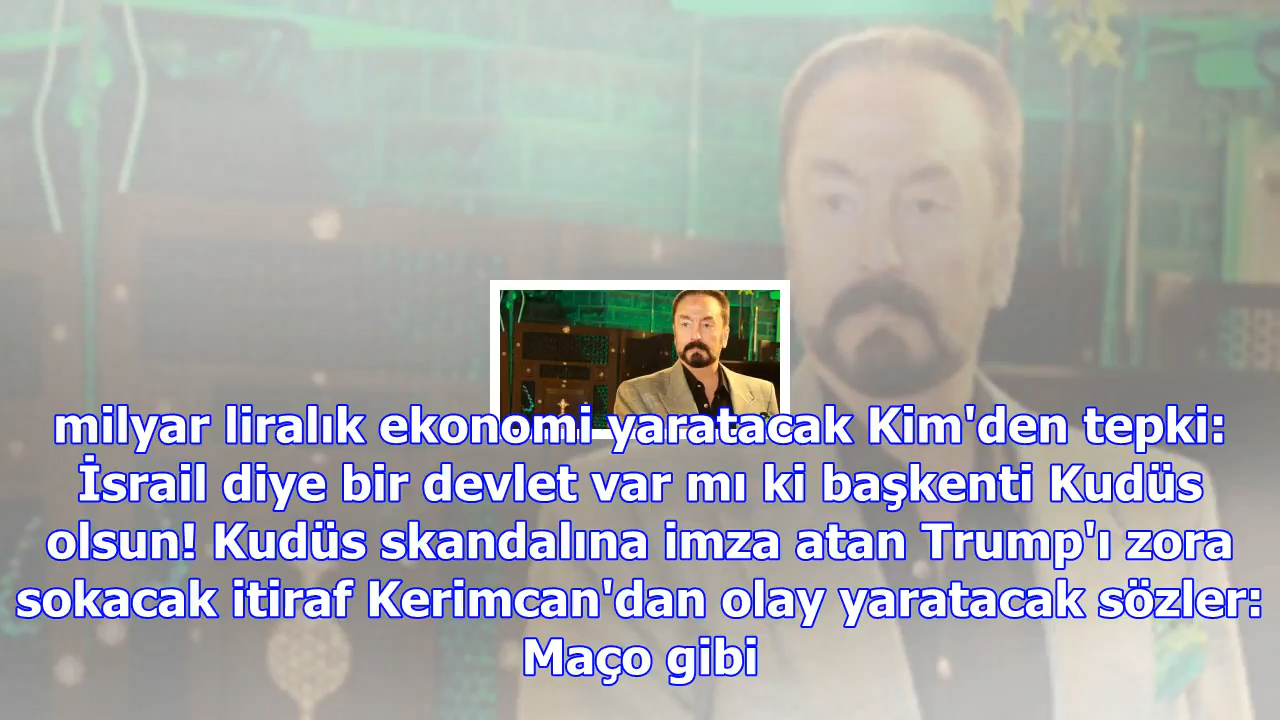 milyar liralık ekonomi yaratacak Kim'den tepki:
İsrail diye bir devlet var mı ki başkenti Kudüs
olsun! Kudüs skandalına imza atan Trump'ı zora
sokacak itiraf Kerimcan'dan olay yaratacak sözler:
Maço gibi